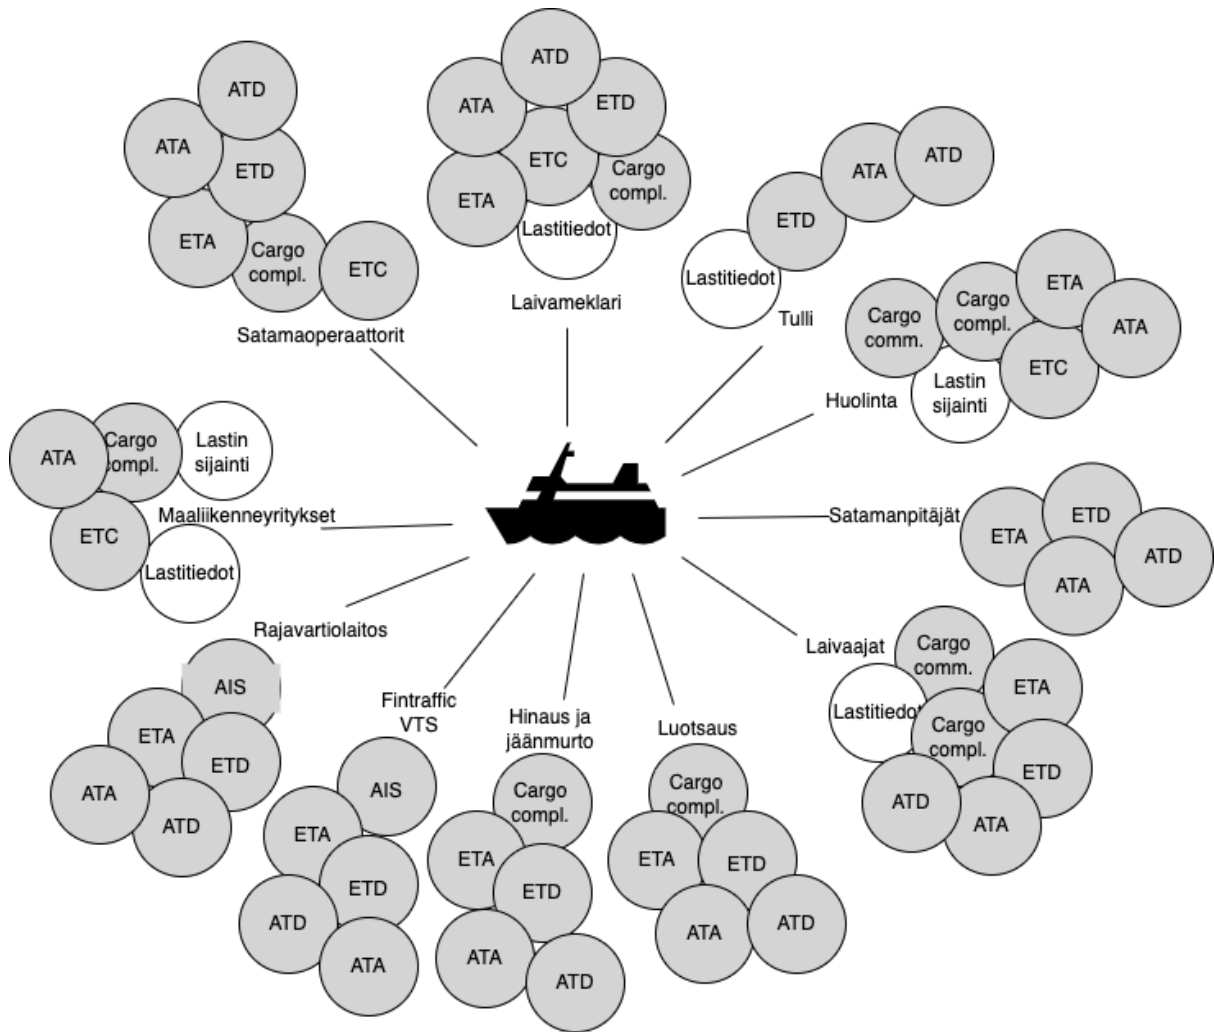 ATD
ATA
ETD
ETA
Cargo
compl.
ETC
Satamaoperaattorit
ATD
ATA
ETD
ETC
ETA
Cargo
compl.
Lastitiedot
Laivameklari
ATD
ATA
ETD
Lastitiedot
Tulli
ETA
Cargo
compl.
Cargo
comm.
ATA
ETC
Lastin
sijainti
Huolinta
ATA
Cargo
compl.
Lastin
sijainti
ETC
Maaliikenneyritykset
Lastitiedot
Satamanpitäjät
ETA
ETD
ATD
ATA
Rajavartiolaitos
AIS
ETA
ETD
ATA
ATD
Fintraffic
VTS
AIS
ETA
ETD
ATD
ATA
Hinaus ja
jäänmurto
Cargo
compl.
ETA
ETD
ATA
ATD
Luotsaus
Cargo
compl.
ETA
ETD
ATA
ATD
Laivaajat
Cargo
comm.
ETA
Lastitiedot
Cargo
compl.
ETD
ATD
ATA